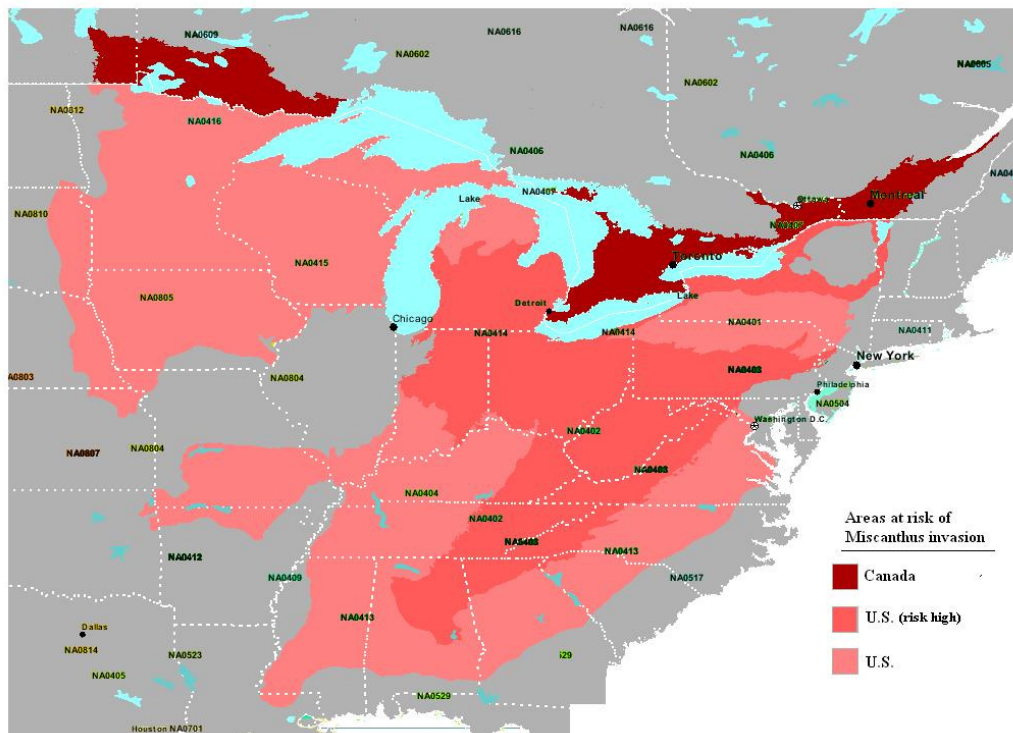 NA0609
NA0616
NA0616
NA0602
NA0602
NA0605
NA0812
NA0416
NA0406
NA0406
NA0407
Lake
Ottawa
Montreal
NA0810
NA0407
NA0415
Toronto
NA0805
Detroit
Lake
Chicago
NA0414
NA0414
NA0401
NA0411
New York
NA0803
NA0804
NA0403
Philadelphia
NA0504
Washington D.C.
NA0402
NA0807
NA0804
NA0403
NA0404
NA0402
NA0403
NA0413
NA0412
NA0409
NA0517
NA0413
Dallas
NA0814
NA0523
NA0405
i29
NA0529
Houston NA0701
Areas at risk of
Miscanthus invasion
Canada
U.S. (risk high)
U.S.